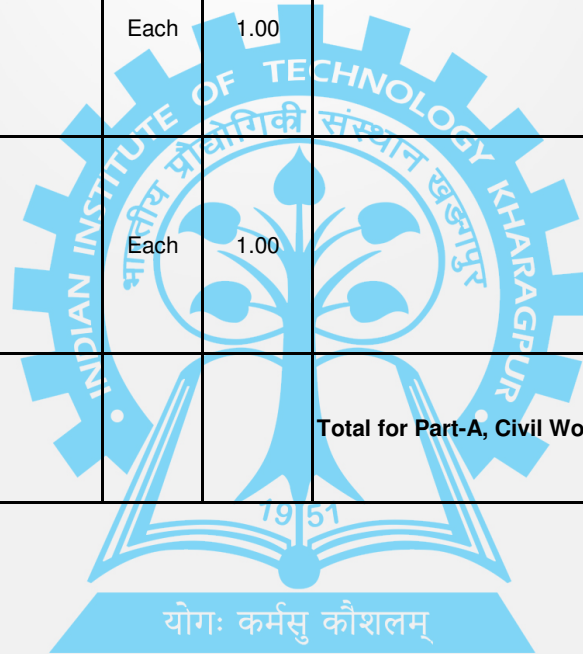 Each 1.00
INDIAN INSTITUTE OF TECHNOLOGY KHARAGPUR
भारतीय प्रौद्योगिकी संस्थान खड़गपुर
Each 1.00
Total for Part-A, Civil Wo
1951
योगः कर्मसु कौशलम्